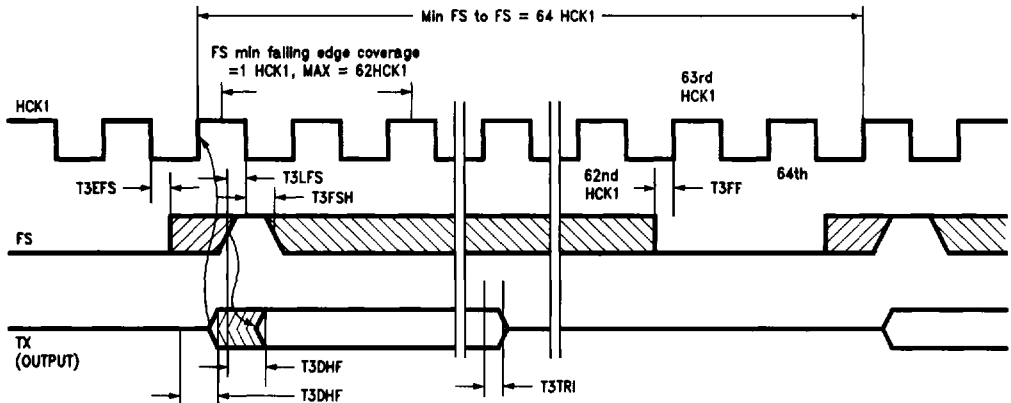 Min FS to FS = 64 HCK1
FS min falling edge coverage
=1 HCK1, MAX = 62HCK1
63rd
HCK1
HCK1
T3EFS
T3LFS
T3FSH
62nd
HCK1
T3FF
64th
FS
TX
(OUTPUT)
T3DHF
T3DHF
T3TRI